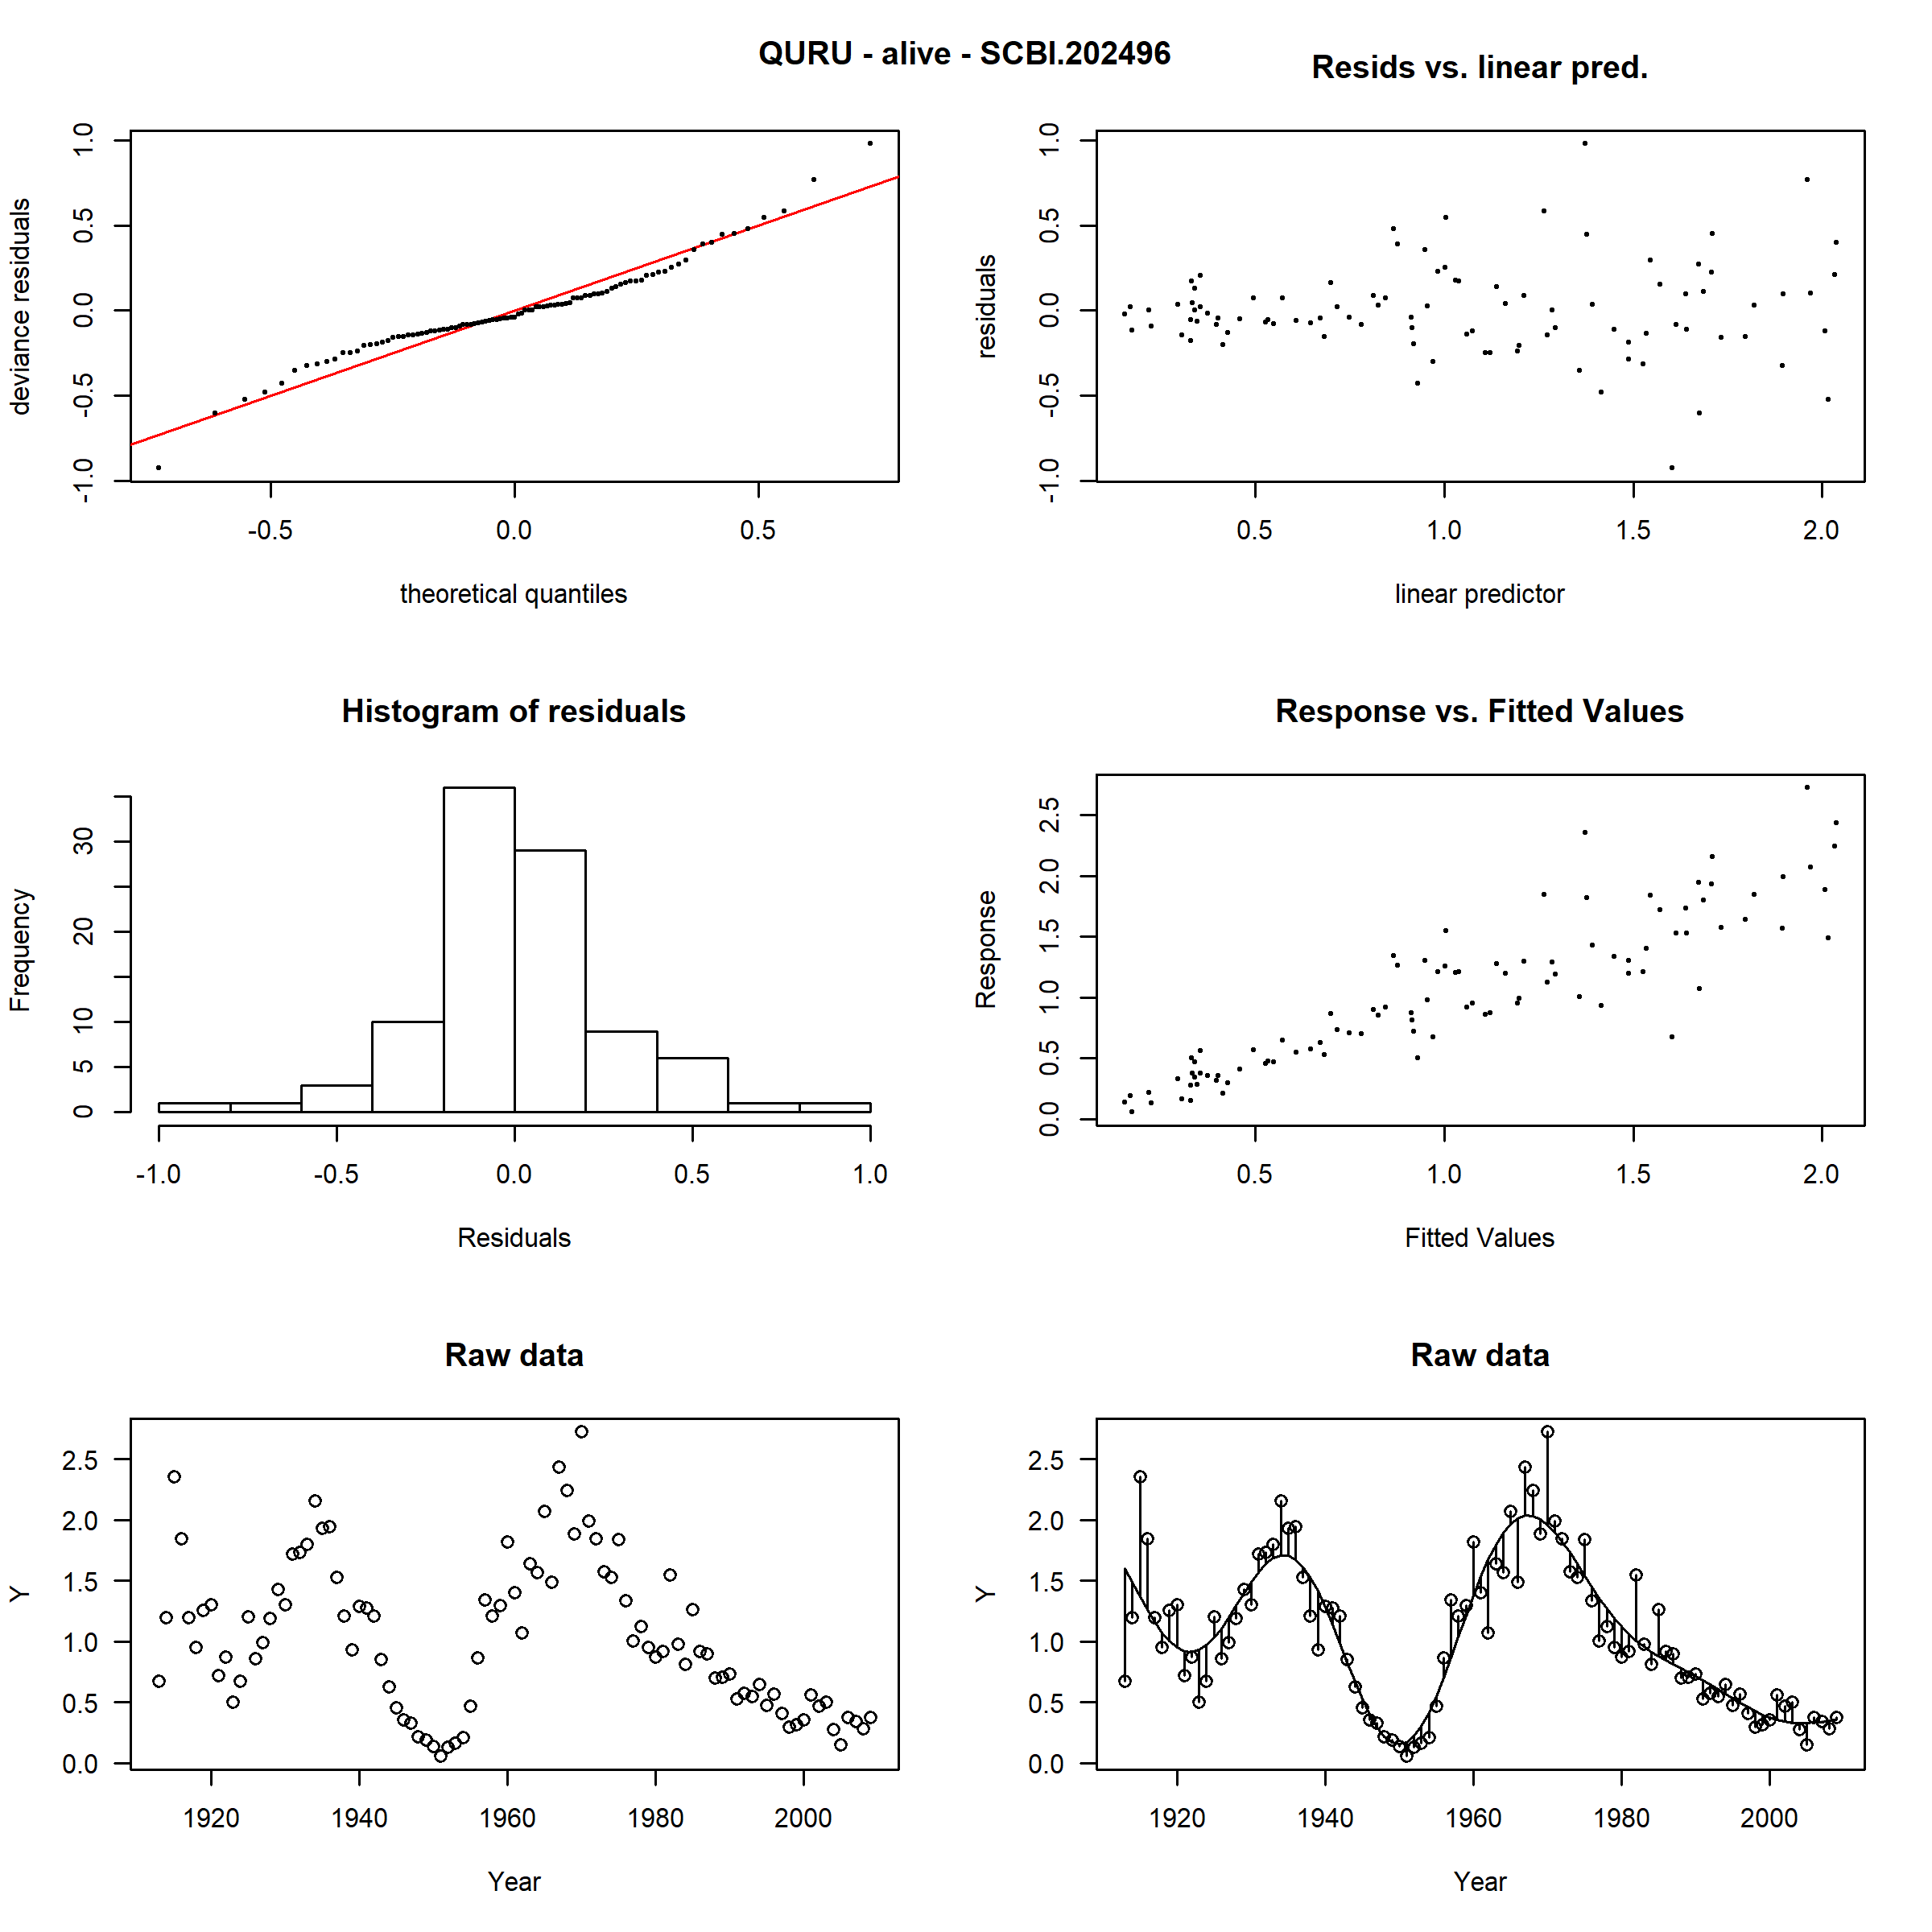 QURU - alive - SCBI.202496
Resids vs. linear pred.
deviance residuals
-1.0 -0.5 0.0 0.5 1.0
-0.5 0.0 0.5
theoretical quantiles
residuals
-1.0 -0.5 0.0 0.5 1.0
0.5 1.0 1.5 2.0
linear predictor
Histogram of residuals
Frequency
0 5 10 20 30
-1.0 -0.5 0.0 0.5 1.0
Residuals
Response vs. Fitted Values
Response
0.0 0.5 1.0 1.5 2.0 2.5
0.5 1.0 1.5 2.0
Fitted Values
Raw data
Y
2.5
2.0
1.5
1.0
0.5
0.0
1920 1940 1960 1980 2000
Year
Raw data
Y
2.5
2.0
1.5
1.0
0.5
0.0
1920 1940 1960 1980 2000
Year